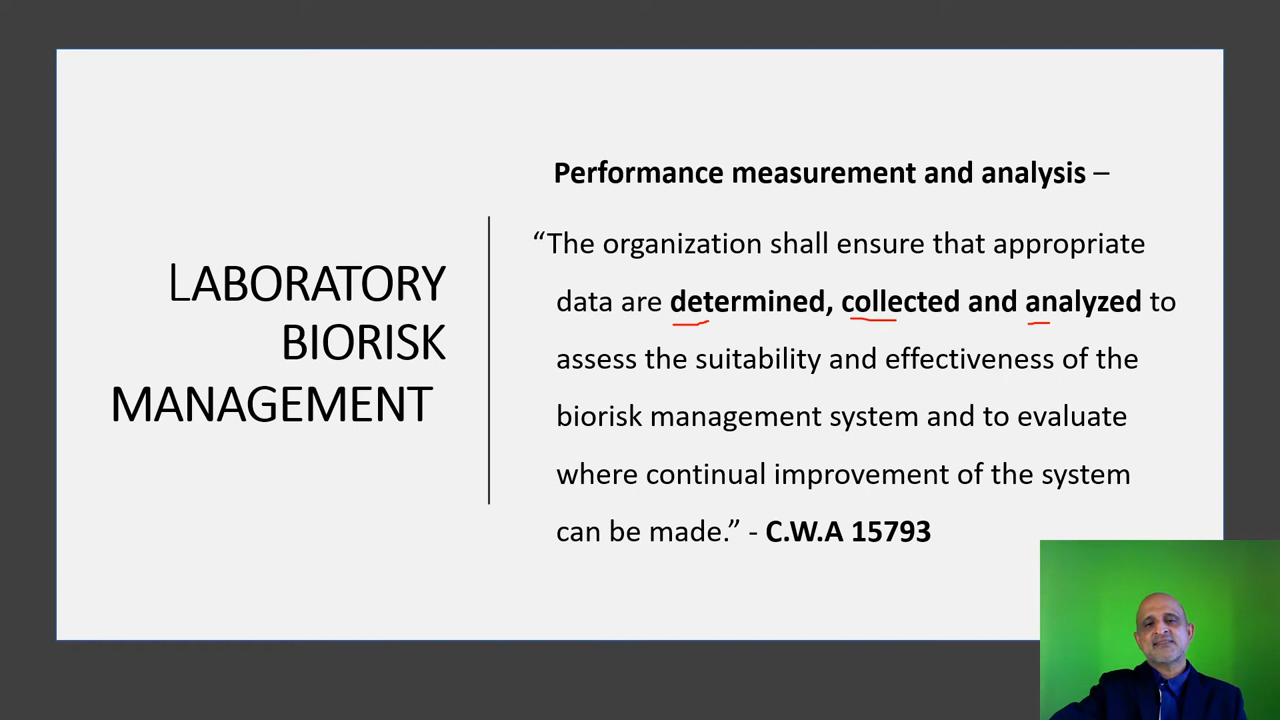 LABORATORY
BIORISK
MANAGEMENT
Performance measurement and analysis –
“The organization shall ensure that appropriate
data are determined, collected and analyzed to
assess the suitability and effectiveness of the
biorisk management system and to evaluate
where continual improvement of the system
can be made.” - C.W.A 15793